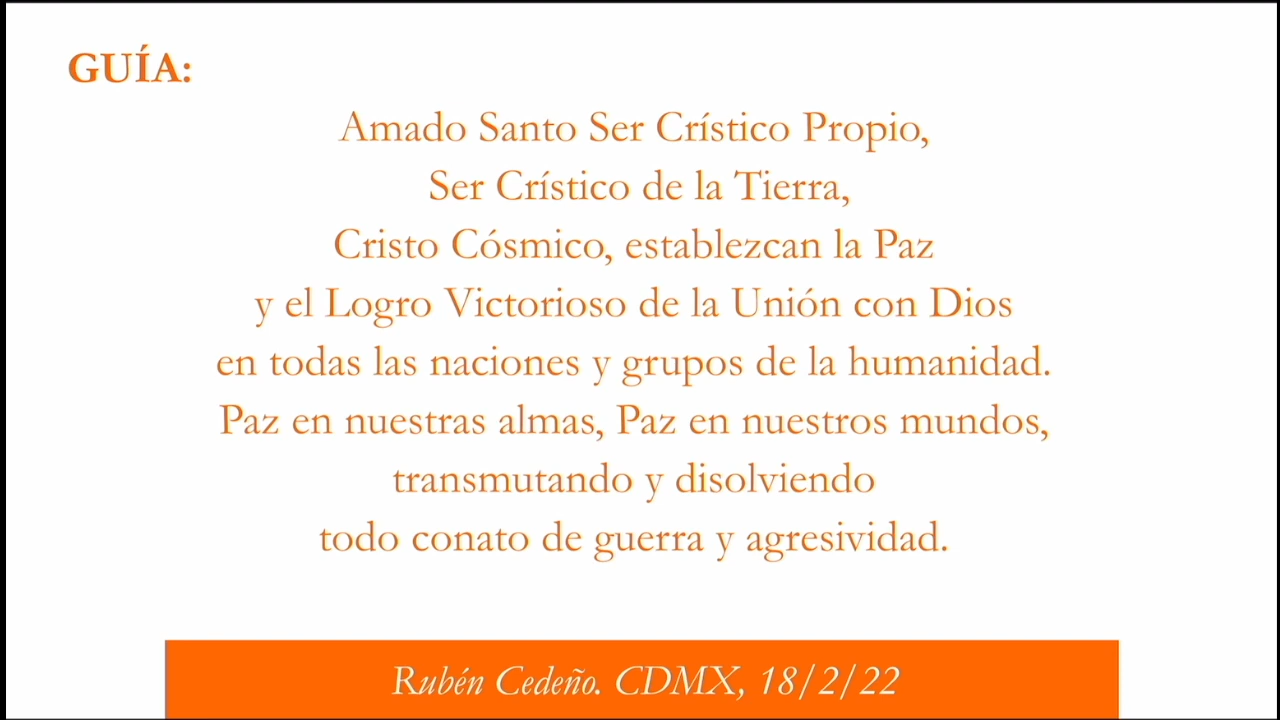 GUÍA:
Amado Santo Ser Crístico Propio,
Ser Crístico de la Tierra,
Cristo Cósmico, establezcan la Paz
y el Logro Victorioso de la Unión con Dios
en todas las naciones y grupos de la humanidad.
Paz en nuestras almas, Paz en nuestros mundos,
transmutando y disolviendo
todo conato de guerra y agresividad.
Rubén Cedeño. CDMX, 18/2/22